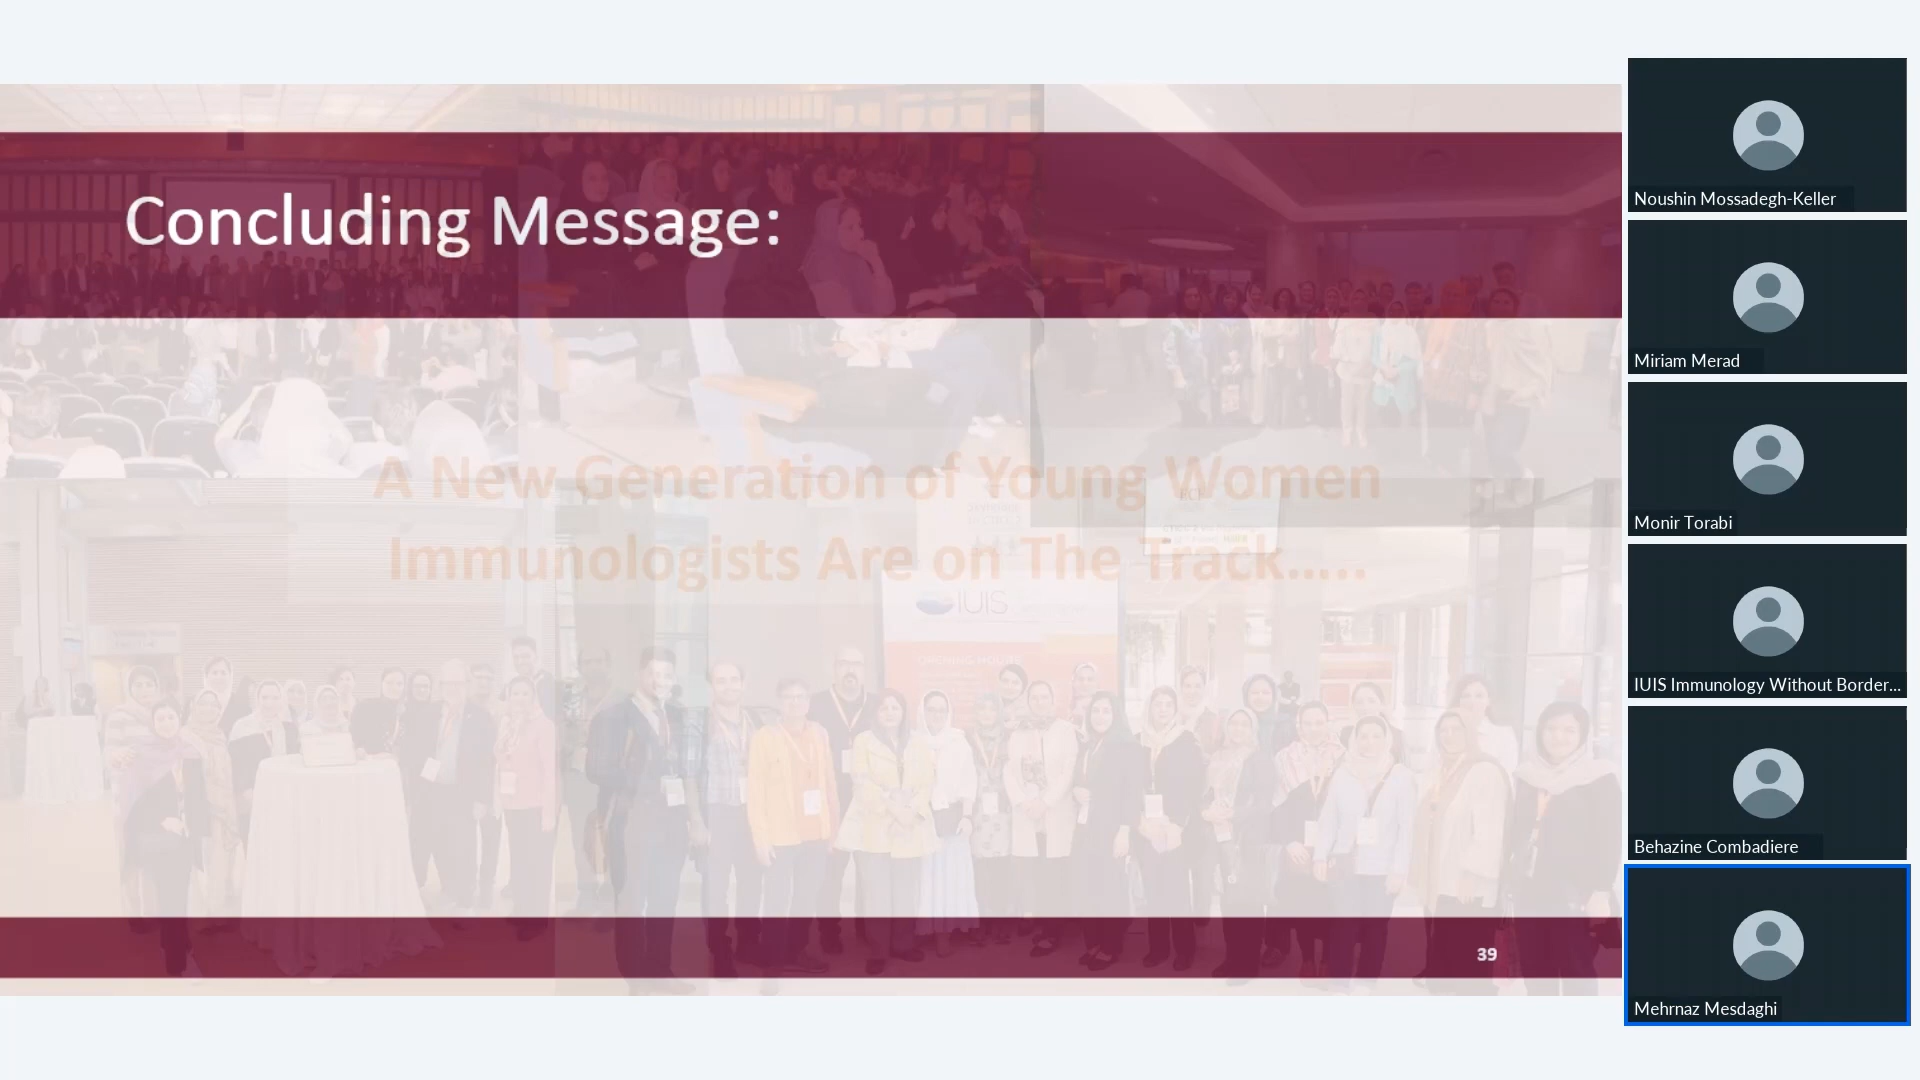 Concluding Message:
A New Generation of Young Women
Immunologists Are on The Track.....
IUIS
39
Noushin Mossadegh-Keller
Miriam Merad
Monir Torabi
IUIS Immunology Without Border...
Behazine Combadiere
Mehrnaz Mesdaghi